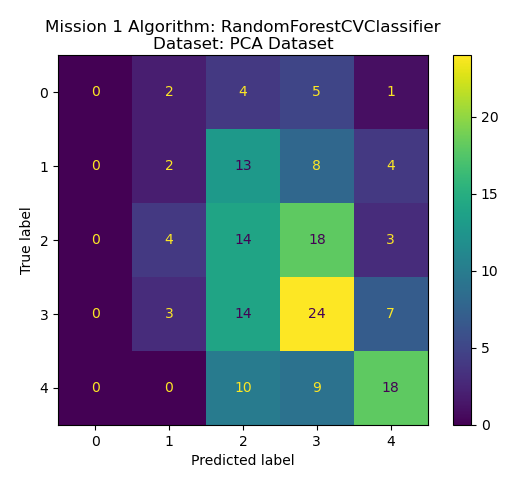 Mission 1 Algorithm: RandomForestCVClassifier
Dataset: PCA Dataset
0 0 2 4 5 1
1 0 2 13 8 4
2 0 4 14 18 3
3 0 3 14 24 7
4 0 0 10 9 18
0 1 2 3 4
True label
Predicted label
20
15
10
5
0